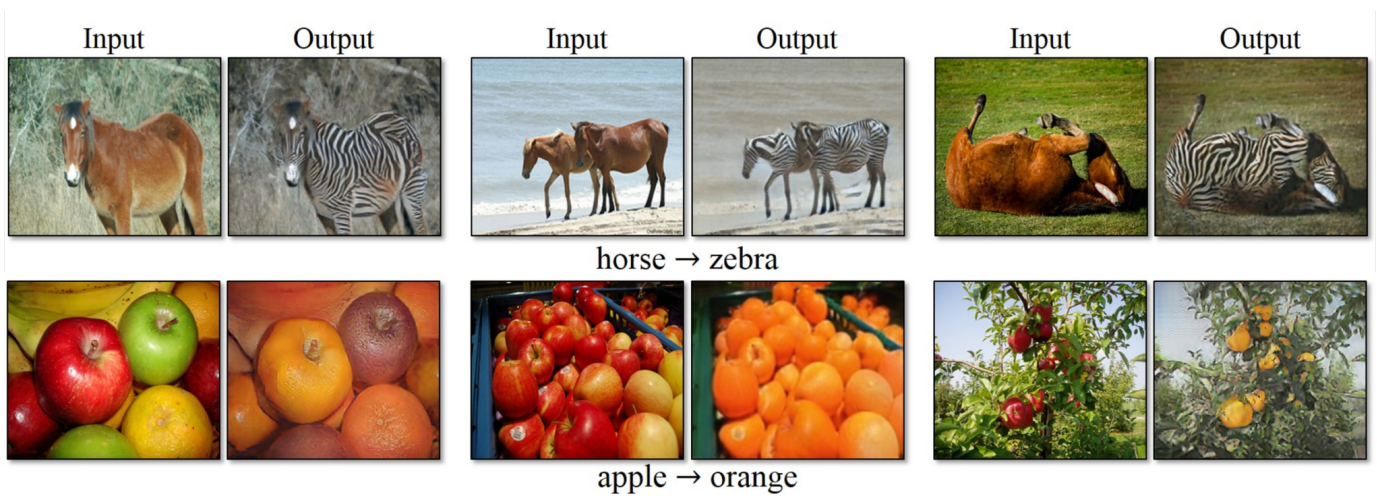 Input Output Input Output Input Output
horse → zebra
apple → orange